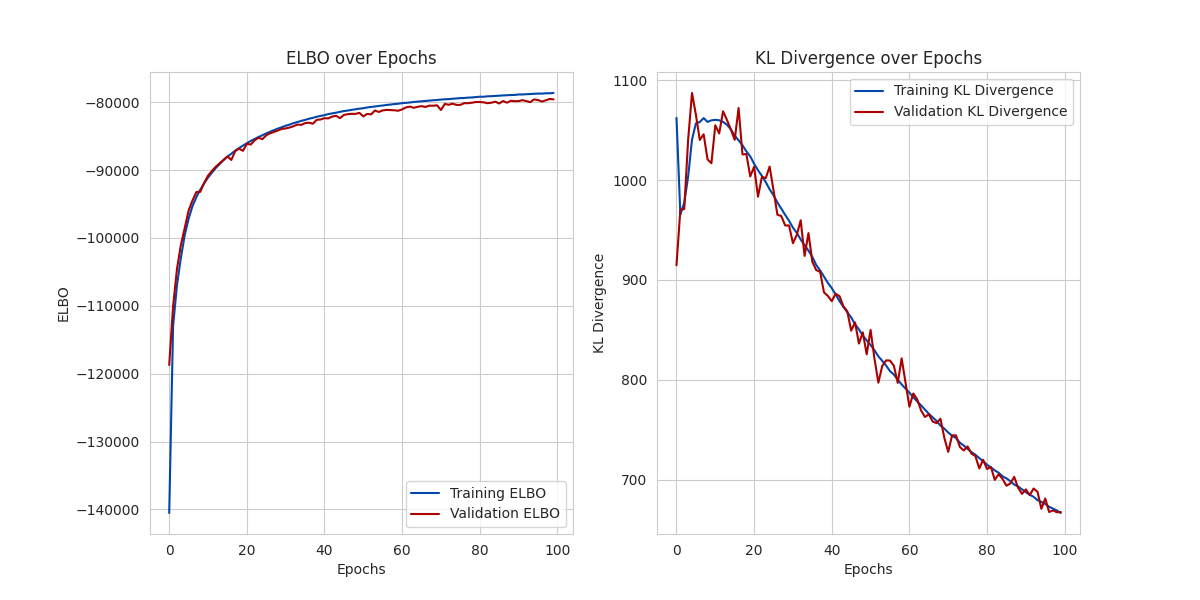 ELBO over Epochs
ELBO
−80000
−90000
−100000
−110000
−120000
−130000
−140000
0 20 40 60 80 100
Epochs
Training ELBO
Validation ELBO
KL Divergence over Epochs
KL Divergence
1100
1000
900
800
700
0 20 40 60 80 100
Epochs
Training KL Divergence
Validation KL Divergence